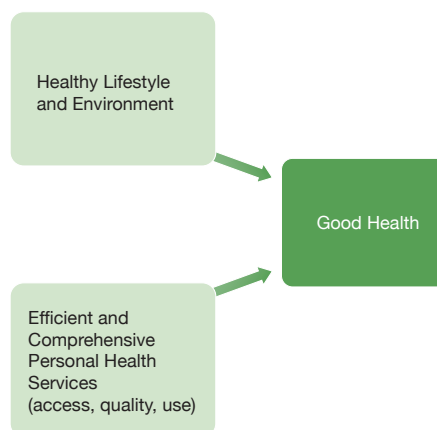 Healthy Lifestyle
and Environment
Good Health
Efficient and
Comprehensive
Personal Health
Services
(access, quality, use)